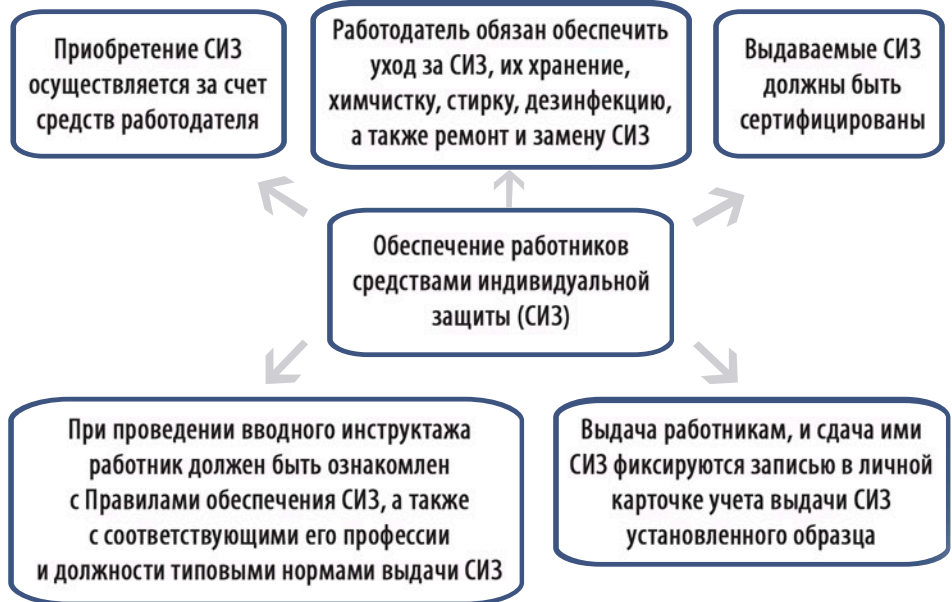 Приобретение СИЗ
осуществляется за счет
средств работодателя
Работодатель обязан обеспечить
уход за СИЗ, их хранение,
химчистку, стирку, дезинфекцию,
а также ремонт и замену СИЗ
Выдаваемые СИЗ
должны быть
сертифицированы
Обеспечение работников
средствами индивидуальной
защиты (СИЗ)
При проведении вводного инструктажа
работник должен быть ознакомлен
с Правилами обеспечения СИЗ, а также
с соответствующими его профессии
и должности типовыми нормами выдачи СИЗ
Выдача работникам, и сдача ими
СИЗ фиксируются записью в личной
карточке учета выдачи СИЗ
установленного образца